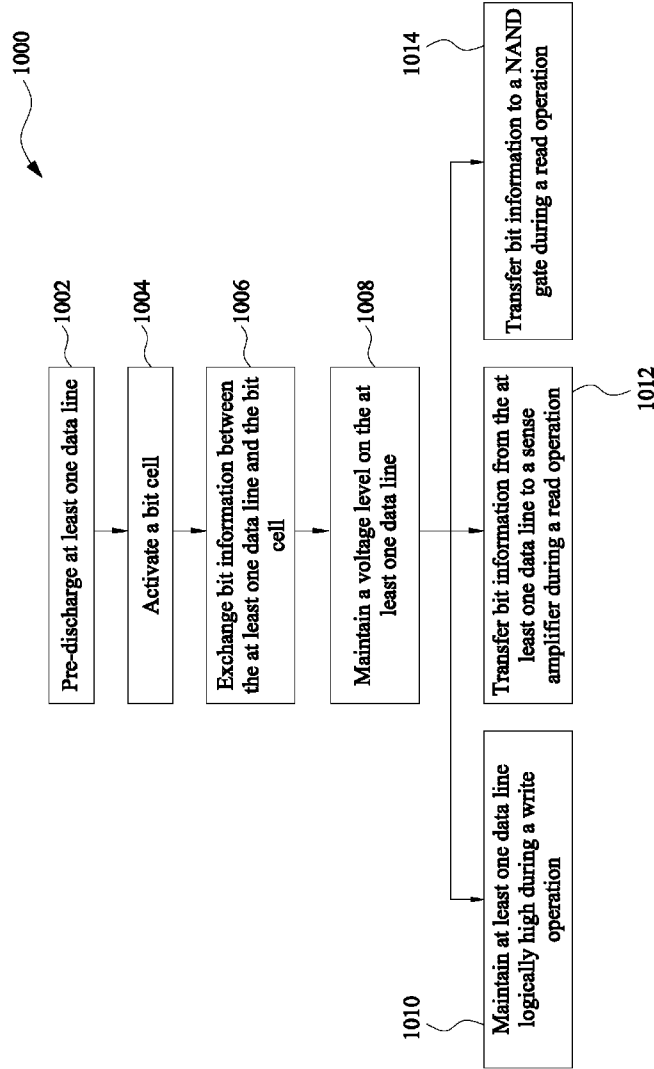 1000
Pre-discharge at least one data line
1002
Activate a bit cell
1004
Exchange bit information between
the at least one data line and the bit
cell
1006
Maintain a voltage level on the at
least one data line
1008
Maintain at least one data line
logically high during a write
operation
1010
Transfer bit information from the at
least one data line to a sense
amplifier during a read operation
1012
Transfer bit information to a NAND
gate during a read operation
1014